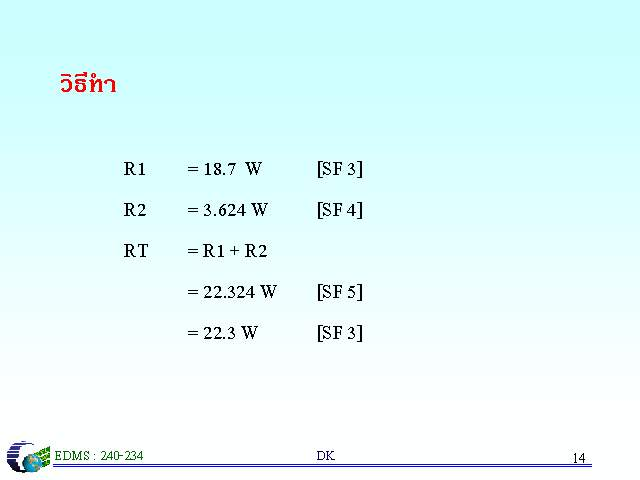 วิธีทำ
R1 = 18.7 W [SF 3]
R2 = 3.624 W [SF 4]
RT = R1 + R2
= 22.324 W [SF 5]
= 22.3 W [SF 3]
EDMS : 240-234 DK 14